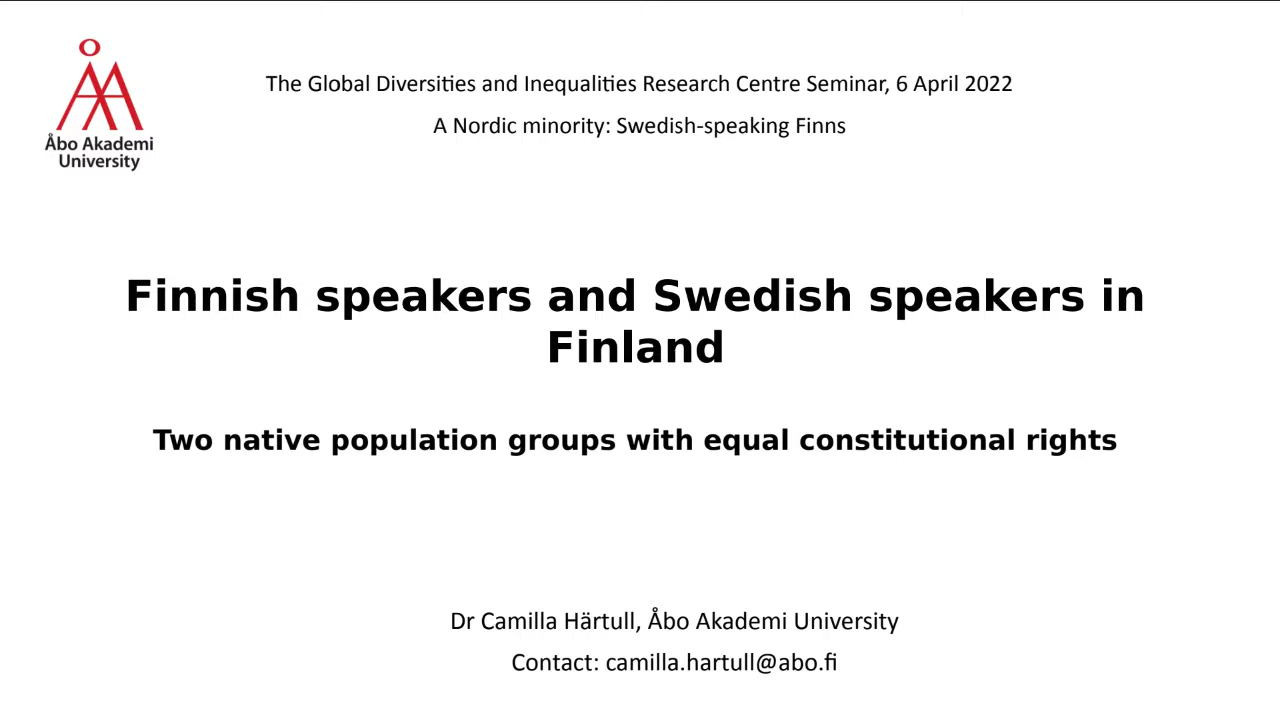 Åbo Akademi
University
The Global Diversities and Inequalities Research Centre Seminar, 6 April 2022
A Nordic minority: Swedish-speaking Finns
Finnish speakers and Swedish speakers in
Finland
Two native population groups with equal constitutional rights
Dr Camilla Härtull, Åbo Akademi University
Contact: camilla.hartull@abo.fi